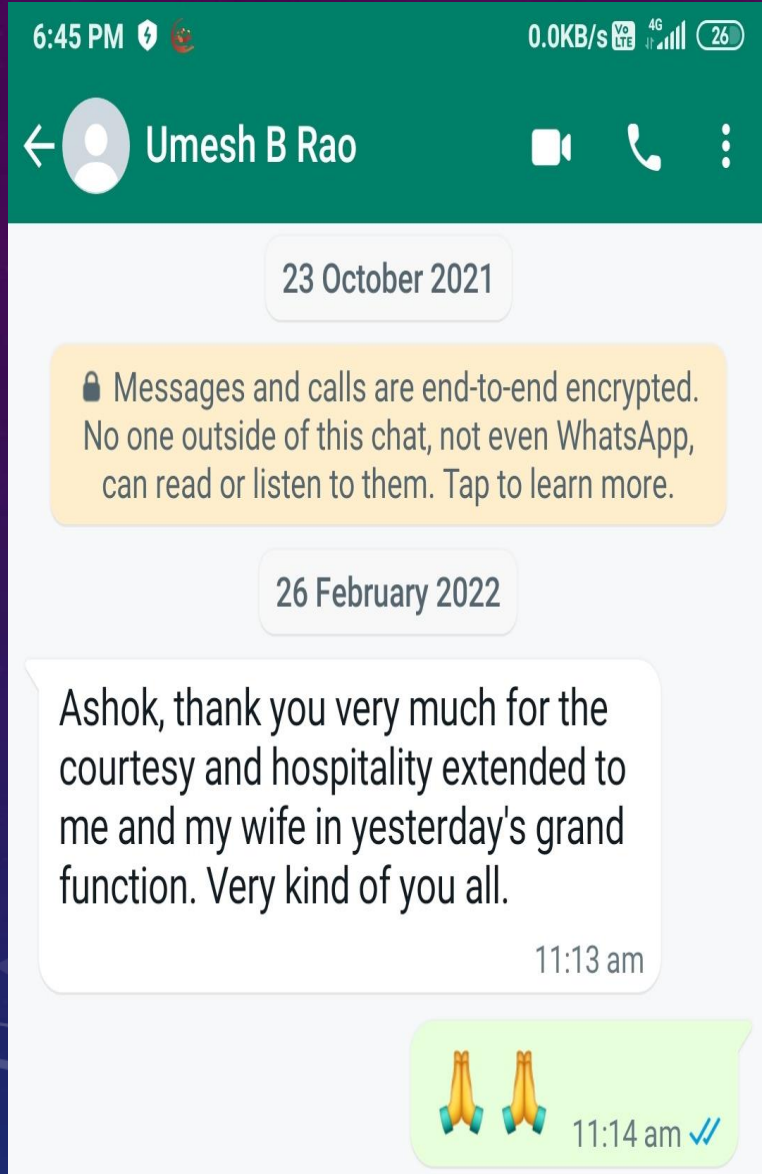 6:45 PM 0.0KB/s Vo LTE 4G 26
Umesh B Rao
23 October 2021
Messages and calls are end-to-end encrypted.
No one outside of this chat, not even WhatsApp,
can read or listen to them. Tap to learn more.
26 February 2022
Ashok, thank you very much for the
courtesy and hospitality extended to
me and my wife in yesterday's grand
function. Very kind of you all.
11:13 am
🙏 🙏 11:14 am